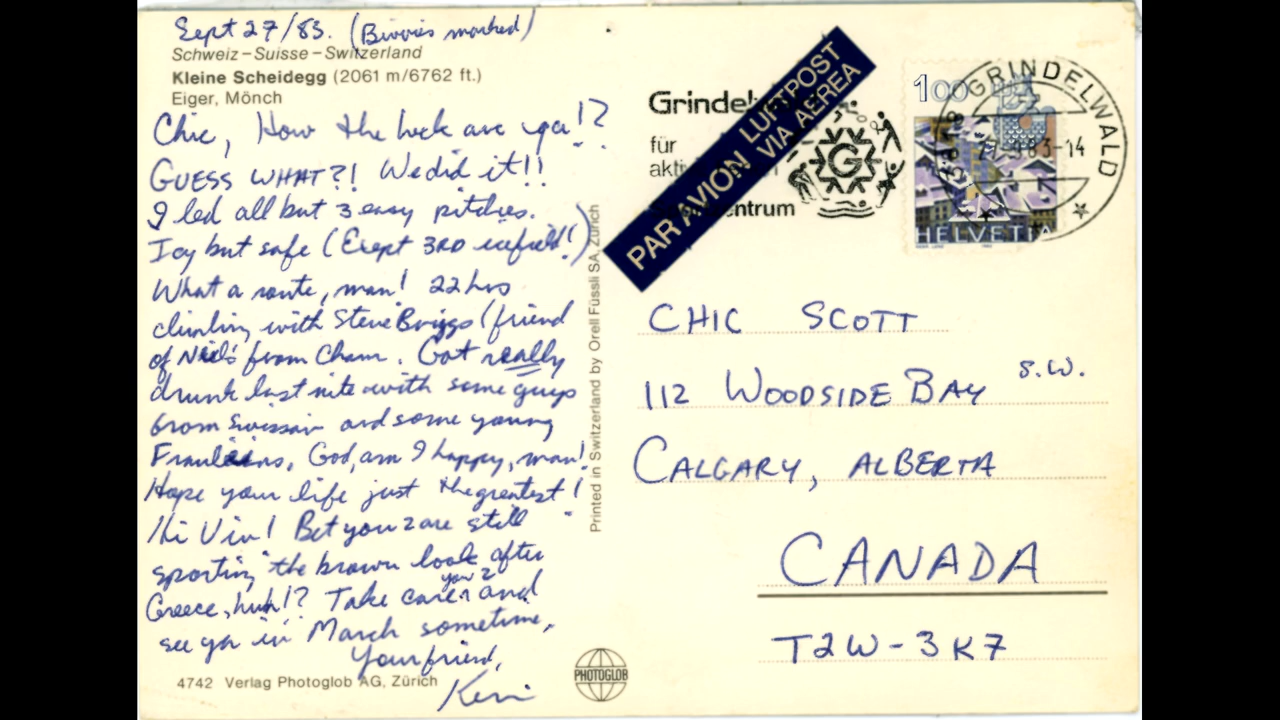 Sept 27/83. (Bivvies marked)
Schweiz – Suisse – Switzerland
Kleine Scheidegg (2061 m/6762 ft.)
Eiger, Mönch
Chic, How the heck are ya!?
GUESS WHAT?! We did it!!
I led all but 3 easy pitches.
Icy but safe (Exept 3RD icefield!)
What a route, man! 22 hrs
climbing with Steve Briggs (friend
of Niels' from Cham. Got really
drunk last nite with some guys
from Swissair and some young
Frauleins, God, am I happy, man!
Hope your life just the greatest!
Hi Viv! Bet you 2 are still
sporting the brown look after
Greece, huh!? Take care you 2 and
see ya in March sometime,
Your friend,
4742 Verlag Photoglob AG, Zürich
Printed in Switzerland by Orell Füssli SA, Zürich
PHOTOGLOB
für
PAR AVION LUFTPOST
VIA AEREA
G
GRINDELWALD
100
HELVETIA
CHIC SCOTT
112 WOODSIDE BAY S.W.
CALGARY, ALBERTA
CANADA
T2W-3K7